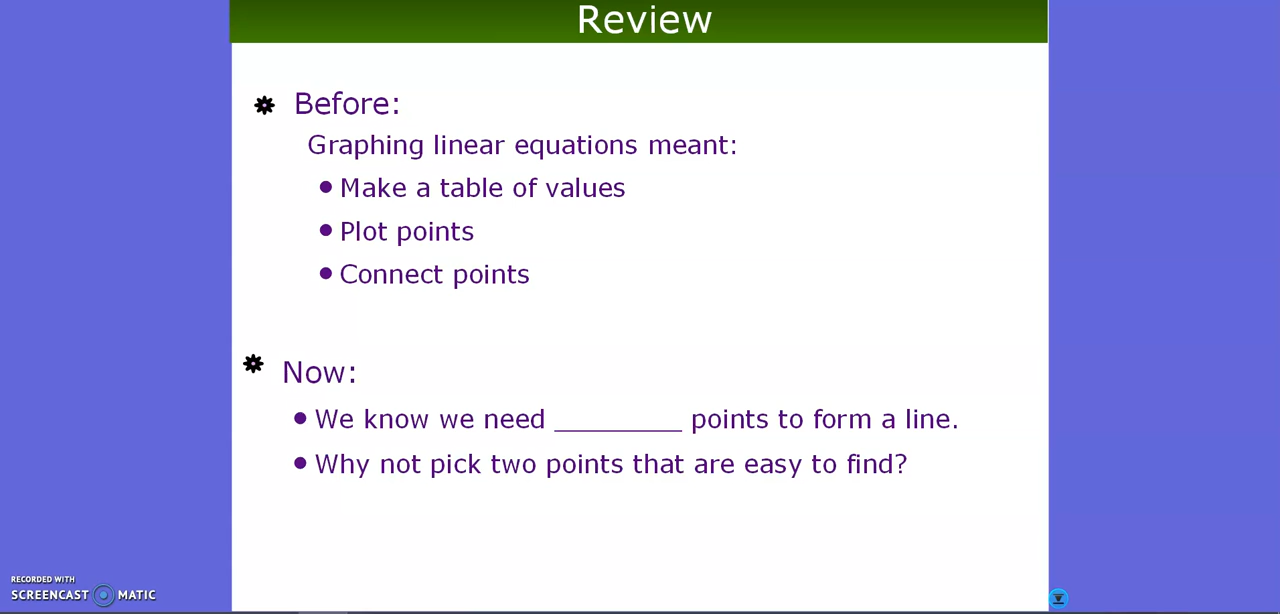 Review
Before:
Graphing linear equations meant:
Make a table of values
Plot points
Connect points
Now:
We know we need _________ points to form a line.
Why not pick two points that are easy to find?
RECORDED WITH
SCREENCAST MATIC